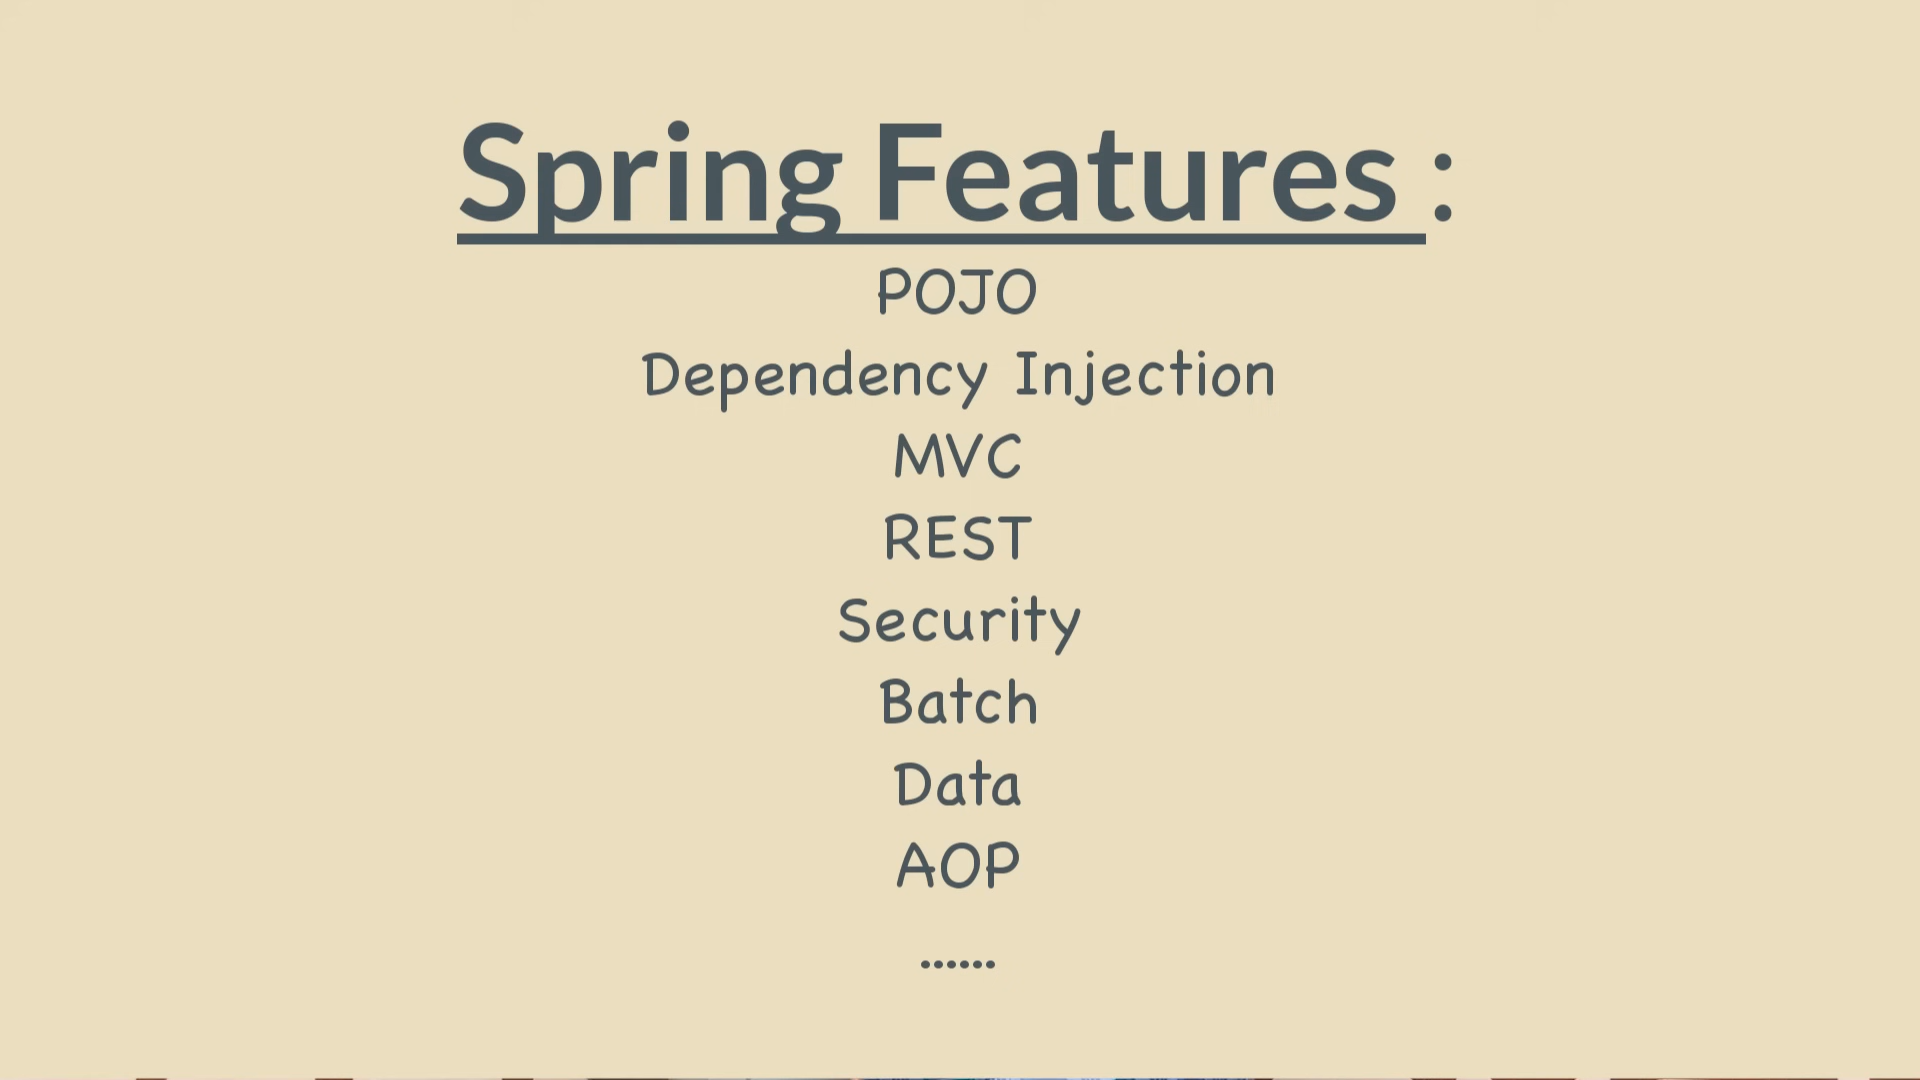 Spring Features :
POJO
Dependency Injection
MVC
REST
Security
Batch
Data
AOP
......